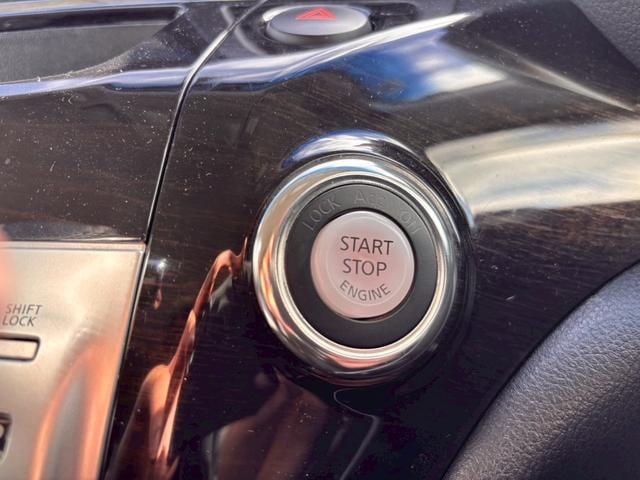 LOCK Acc on
START
STOP
ENGINE
SHIFT
LOCK